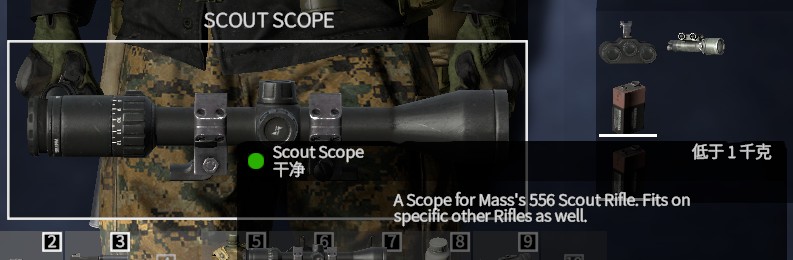 SCOUT SCOPE
Scout Scope
干净
低于 1 千克
A Scope for Mass's 556 Scout Rifle. Fits on
specific other Rifles as well.
2
3
5
6
7
8
9